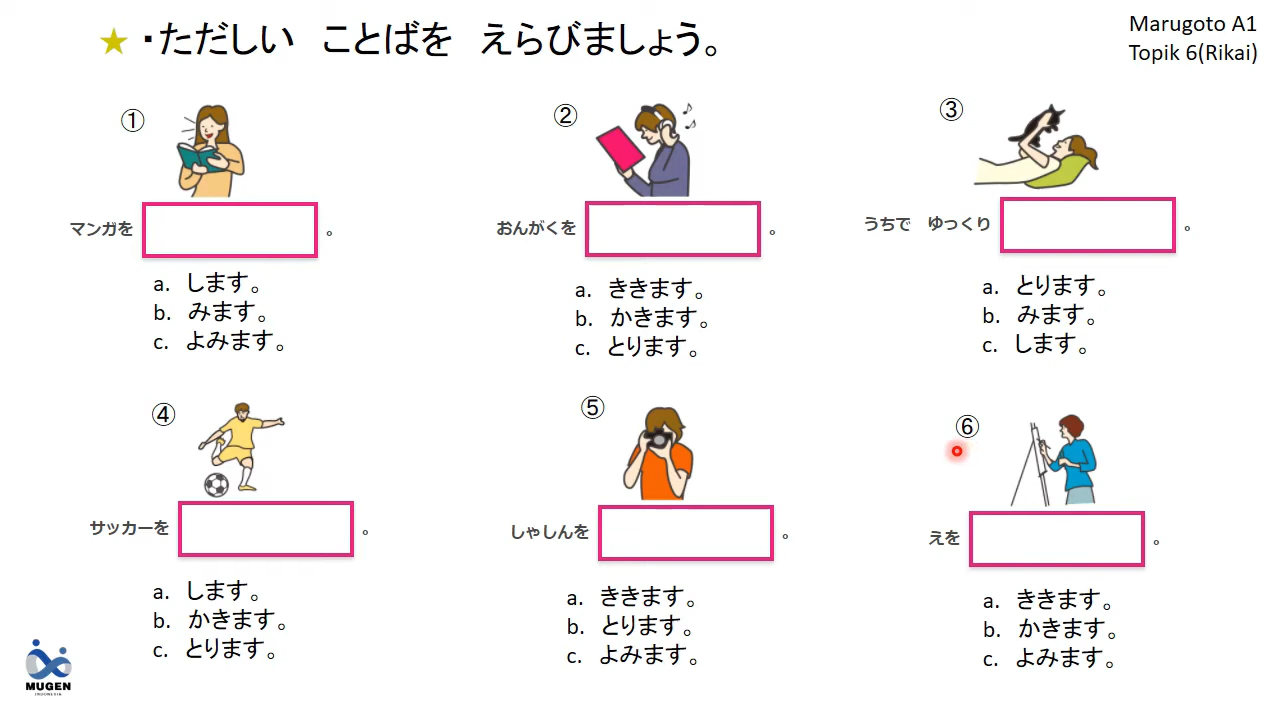 ★・ただしい　ことばを　えらびましょう。
Marugoto A1
Topik 6(Rikai)
①
マンガを 。
a. します。
b. みます。
c. よみます。
②
おんがくを 。
a. ききます。
b. かきます。
c. とります。
③
うちで　ゆっくり 。
a. とります。
b. みます。
c. します。
④
サッカーを 。
a. します。
b. かきます。
c. とります。
⑤
しゃしんを 。
a. ききます。
b. とります。
c. よみます。
⑥
えを 。
a. ききます。
b. かきます。
c. よみます。
MUGEN
INDONESIA